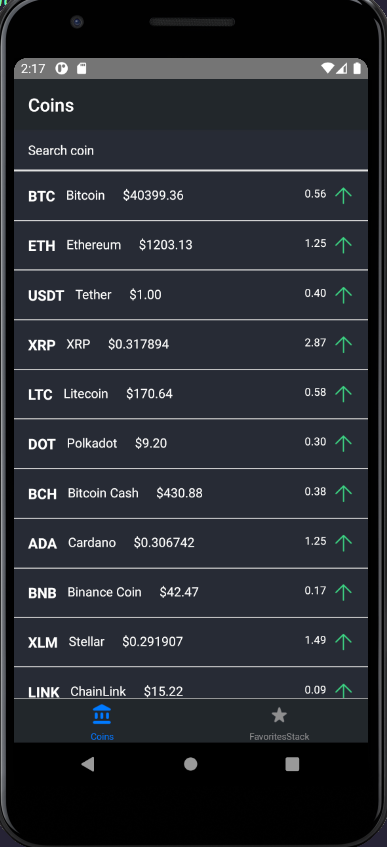 2:17
Coins
Search coin
BTC Bitcoin $40399.36 0.56
ETH Ethereum $1203.13 1.25
USDT Tether $1.00 0.40
XRP XRP $0.317894 2.87
LTC Litecoin $170.64 0.58
DOT Polkadot $9.20 0.30
BCH Bitcoin Cash $430.88 0.38
ADA Cardano $0.306742 1.25
BNB Binance Coin $42.47 0.17
XLM Stellar $0.291907 1.49
LINK ChainLink $15.22 0.09
Coins FavoritesStack